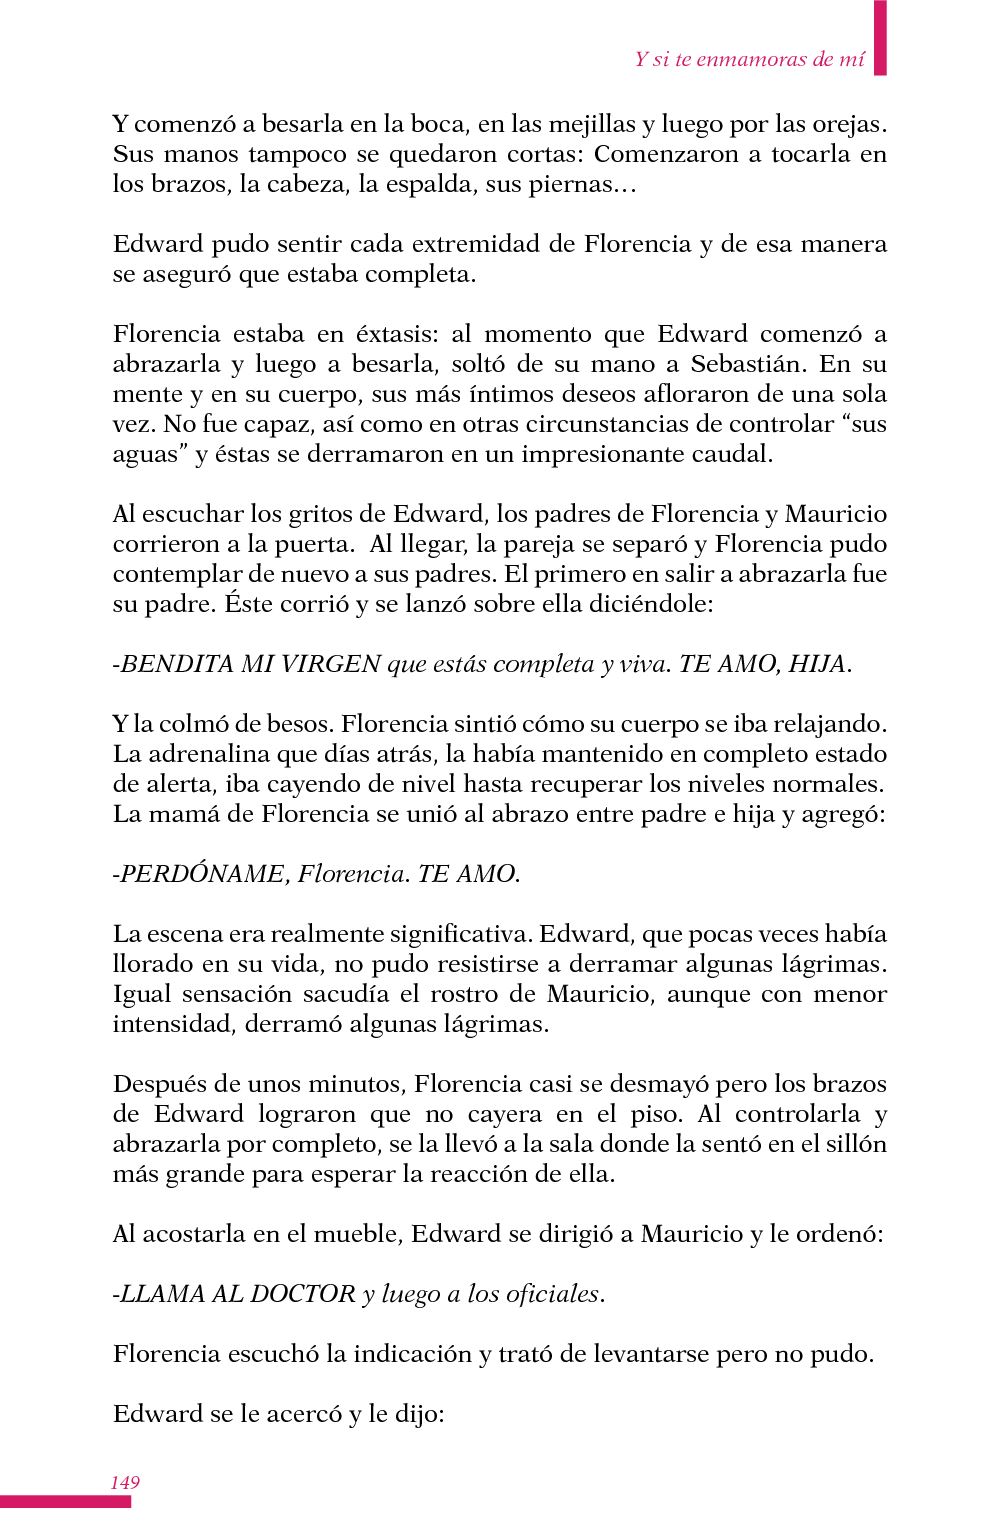 Y si te enmamoras de mí
Y comenzó a besarla en la boca, en las mejillas y luego por las orejas.
Sus manos tampoco se quedaron cortas: Comenzaron a tocarla en
los brazos, la cabeza, la espalda, sus piernas…
Edward pudo sentir cada extremidad de Florencia y de esa manera
se aseguró que estaba completa.
Florencia estaba en éxtasis: al momento que Edward comenzó a
abrazarla y luego a besarla, soltó de su mano a Sebastián. En su
mente y en su cuerpo, sus más íntimos deseos afloraron de una sola
vez. No fue capaz, así como en otras circunstancias de controlar “sus
aguas” y éstas se derramaron en un impresionante caudal.
Al escuchar los gritos de Edward, los padres de Florencia y Mauricio
corrieron a la puerta.  Al llegar, la pareja se separó y Florencia pudo
contemplar de nuevo a sus padres. El primero en salir a abrazarla fue
su padre. Éste corrió y se lanzó sobre ella diciéndole:
-BENDITA MI VIRGEN que estás completa y viva. TE AMO, HIJA.
Y la colmó de besos. Florencia sintió cómo su cuerpo se iba relajando.
La adrenalina que días atrás, la había mantenido en completo estado
de alerta, iba cayendo de nivel hasta recuperar los niveles normales.
La mamá de Florencia se unió al abrazo entre padre e hija y agregó:
-PERDÓNAME, Florencia. TE AMO.
La escena era realmente significativa. Edward, que pocas veces había
llorado en su vida, no pudo resistirse a derramar algunas lágrimas.
Igual sensación sacudía el rostro de Mauricio, aunque con menor
intensidad, derramó algunas lágrimas.
Después de unos minutos, Florencia casi se desmayó pero los brazos
de Edward lograron que no cayera en el piso. Al controlarla y
abrazarla por completo, se la llevó a la sala donde la sentó en el sillón
más grande para esperar la reacción de ella.
Al acostarla en el mueble, Edward se dirigió a Mauricio y le ordenó:
-LLAMA AL DOCTOR y luego a los oficiales.
Florencia escuchó la indicación y trató de levantarse pero no pudo.
Edward se le acercó y le dijo:
149